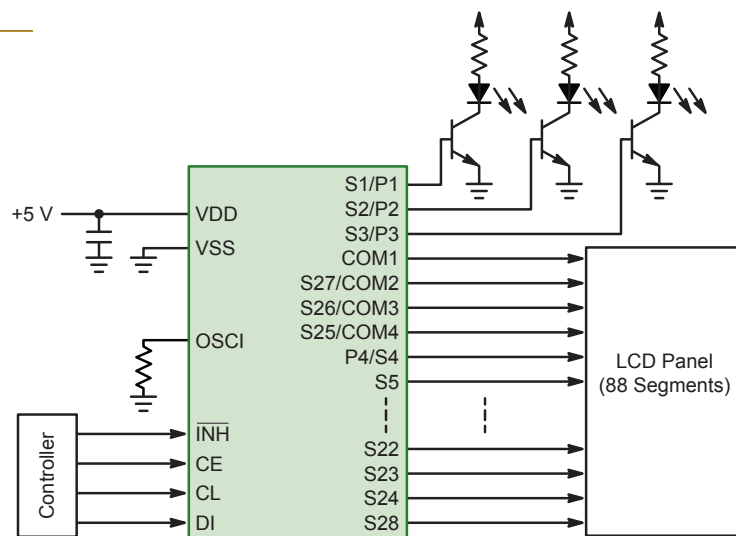 +5 V
VDD
VSS
OSCI
Controller
INH
CE
CL
DI
S1/P1
S2/P2
S3/P3
COM1
S27/COM2
S26/COM3
S25/COM4
P4/S4
S5
S22
S23
S24
S28
LCD Panel
(88 Segments)